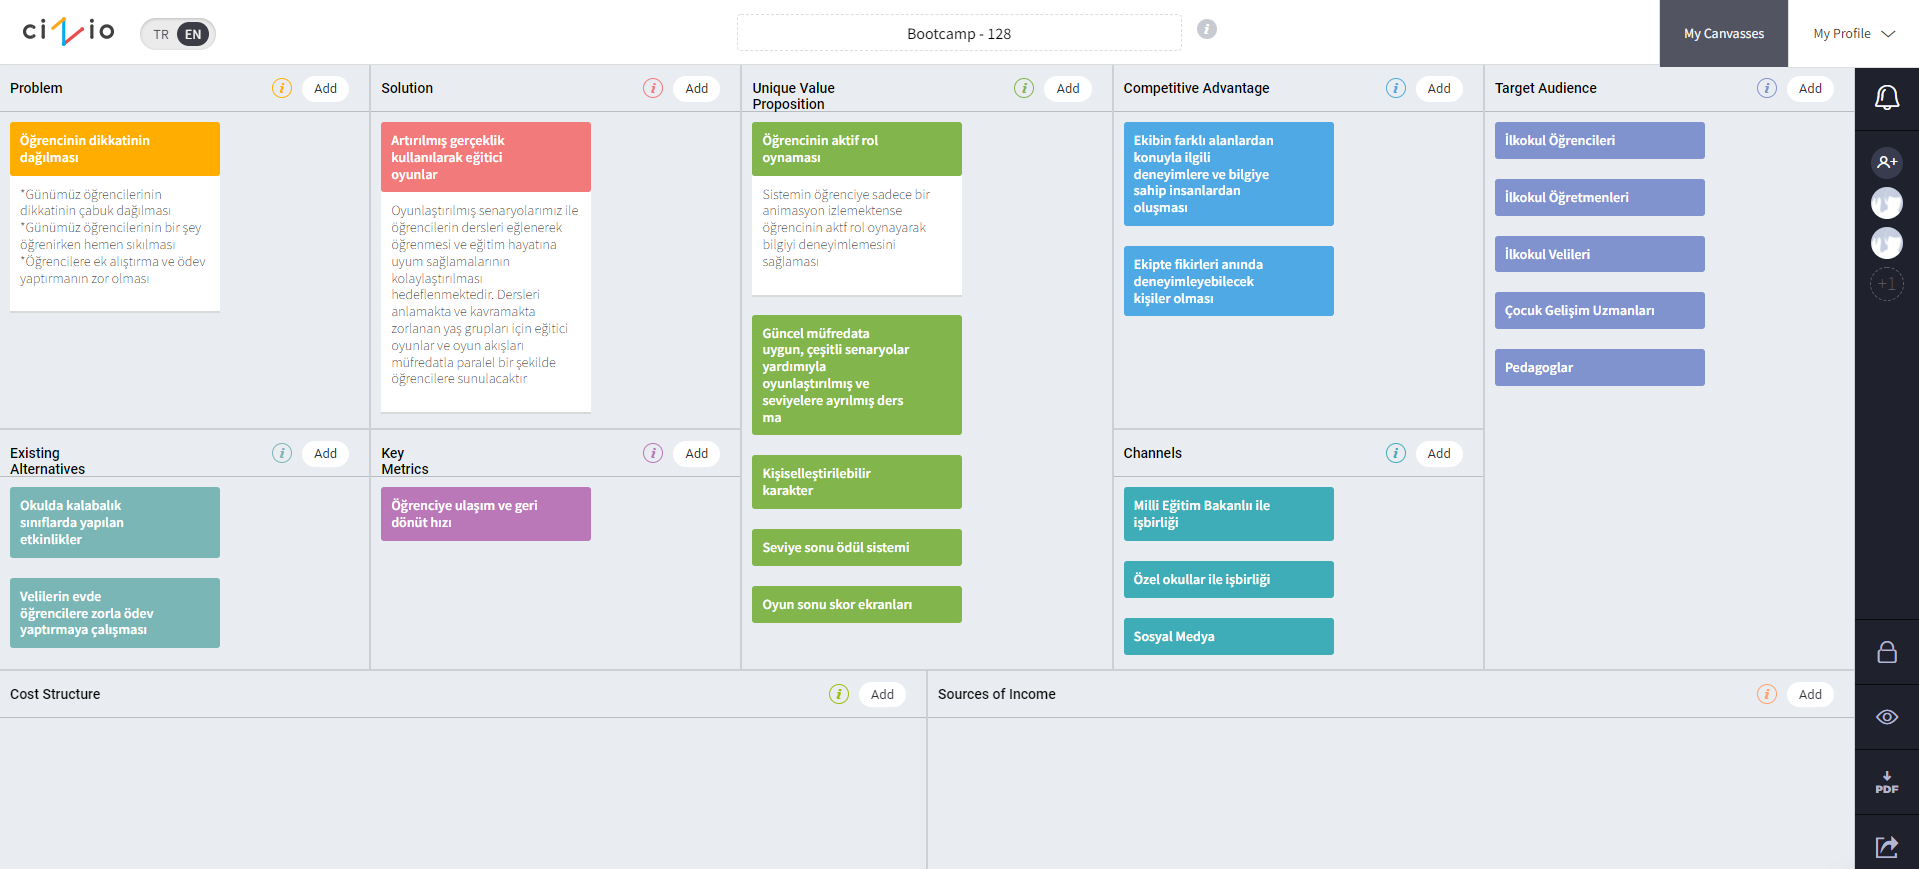 cizio
TR EN
Bootcamp - 128
My Canvasses
My Profile
Problem
Add
Öğrencinin dikkatinin
dağılması
*Günümüz öğrencilerinin
dikkatinin çabuk dağılması
*Günümüz öğrencilerinin bir şey
öğrenirken hemen sıkılması
*Öğrencilere ek alıştırma ve ödev
yaptırmanın zor olması
Solution
Add
Artırılmış gerçeklik
kullanılarak eğitici
oyunlar
Oyunlaştırılmış senaryolarımız ile
öğrencilerin dersleri eğlenerek
öğrenmesi ve eğitim hayatına
uyum sağlamalarının
kolaylaştırılması
hedeflenmektedir. Dersleri
anlamakta ve kavramakta
zorlanan yaş grupları için eğitici
oyunlar ve oyun akışları
müfredatla paralel bir şekilde
öğrencilere sunulacaktır
Unique Value
Proposition
Add
Öğrencinin aktif rol
oynaması
Sistemin öğrenciye sadece bir
animasyon izlemektense
öğrencinin aktf rol oynayarak
bilgiyi deneyimlemesini
sağlaması
Güncel müfredata
uygun, çeşitli senaryolar
yardımıyla
oyunlaştırılmış ve
seviyelere ayrılmış ders
ma
Kişiselleştirilebilir
karakter
Seviye sonu ödül sistemi
Oyun sonu skor ekranları
Competitive Advantage
Add
Ekibin farklı alanlardan
konuyla ilgili
deneyimlere ve bilgiye
sahip insanlardan
oluşması
Ekipte fikirleri anında
deneyimleyebilecek
kişiler olması
Target Audience
Add
İlkokul Öğrencileri
İlkokul Öğretmenleri
İlkokul Velileri
Çocuk Gelişim Uzmanları
Pedagoglar
Existing
Alternatives
Add
Okulda kalabalık
sınıflarda yapılan
etkinlikler
Velilerin evde
öğrencilere zorla ödev
yaptırmaya çalışması
Key
Metrics
Add
Öğrenciye ulaşım ve geri
dönüt hızı
Channels
Add
Milli Eğitim Bakanlıı ile
işbirliği
Özel okullar ile işbirliği
Sosyal Medya
Cost Structure
Add
Sources of Income
Add
+1
PDF